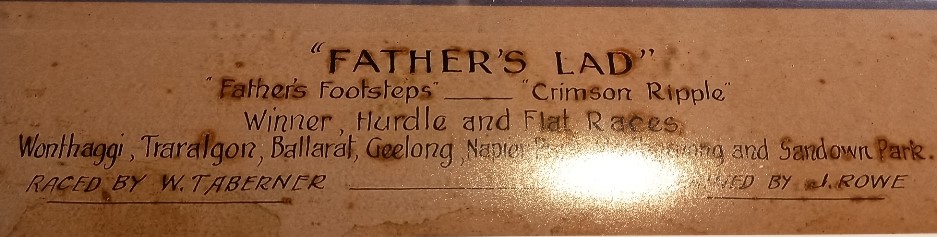 "FATHER'S LAD"
"Father's Footsteps" — "Crimson Ripple"
Winner, Hurdle and Flat Races,
Wonthaggi, Traralgon, Ballarat, Geelong, Napier and Sandown Park.
RACED BY W. TABERNER — BY J. ROWE